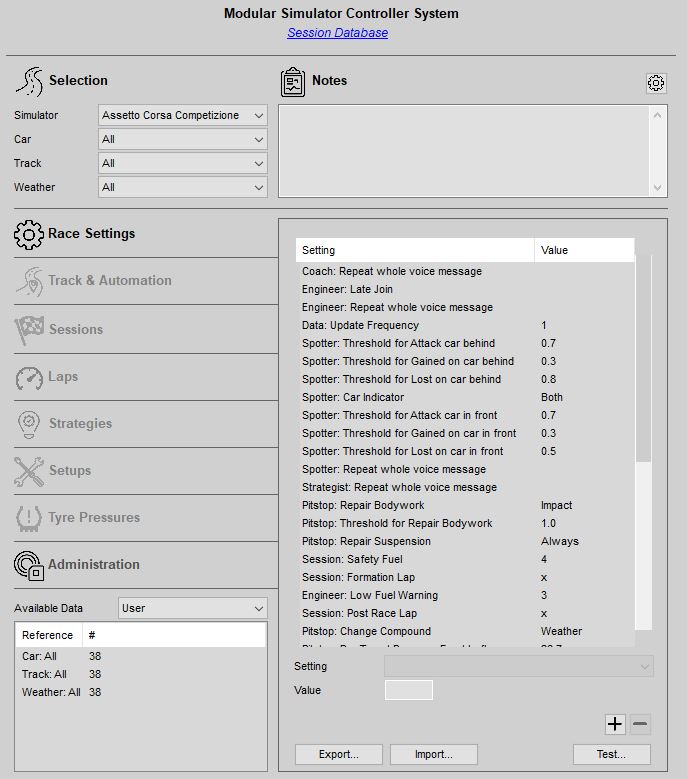 Modular Simulator Controller System
Session Database
Selection
Notes
Simulator Assetto Corsa Competizione
Car All
Track All
Weather All
Race Settings
Track & Automation
Sessions
Laps
Strategies
Setups
Tyre Pressures
Administration
Available Data User
Reference #
Car: All 38
Track: All 38
Weather: All 38
Setting Value
Coach: Repeat whole voice message
Engineer: Late Join
Engineer: Repeat whole voice message
Data: Update Frequency 1
Spotter: Threshold for Attack car behind 0.7
Spotter: Threshold for Gained on car behind 0.3
Spotter: Threshold for Lost on car behind 0.8
Spotter: Car Indicator Both
Spotter: Threshold for Attack car in front 0.7
Spotter: Threshold for Gained on car in front 0.3
Spotter: Threshold for Lost on car in front 0.5
Spotter: Repeat whole voice message
Strategist: Repeat whole voice message
Pitstop: Repair Bodywork Impact
Pitstop: Threshold for Repair Bodywork 1.0
Pitstop: Repair Suspension Always
Session: Safety Fuel 4
Session: Formation Lap x
Engineer: Low Fuel Warning 3
Session: Post Race Lap x
Pitstop: Change Compound Weather
Setting
Value
+ −
Export... Import... Test...